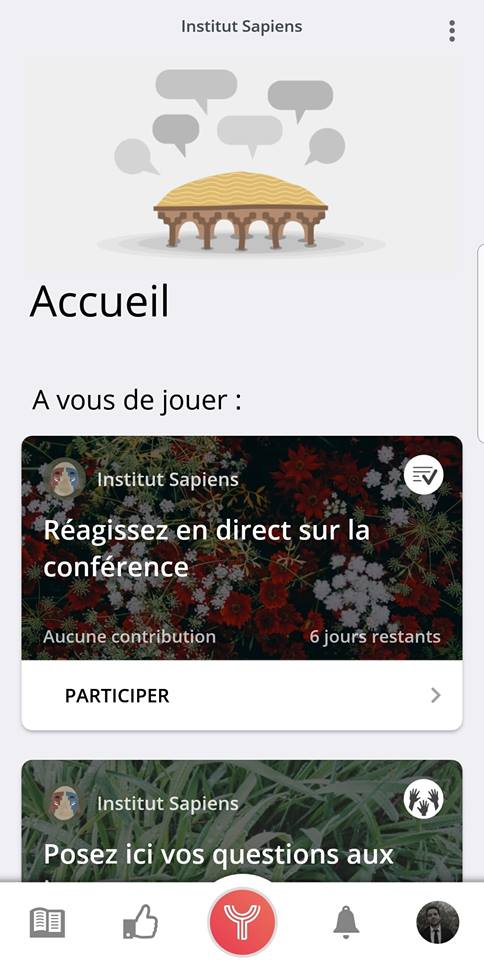 Institut Sapiens
Accueil
A vous de jouer :
Institut Sapiens
Réagissez en direct sur la
conférence
Aucune contribution
6 jours restants
PARTICIPER
Institut Sapiens
Posez ici vos questions aux